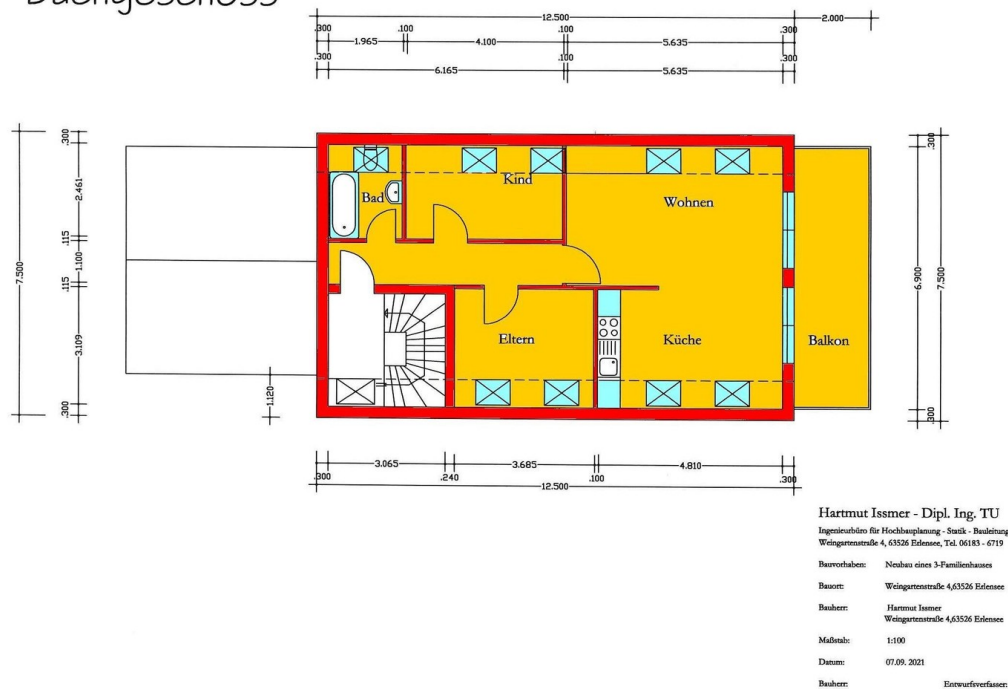 Dachgeschoss
12.500
2.000
.300
.100
.100
.300
1.965
4.100
5.635
.300
.100
.300
6.165
5.635
.300
2.461
.115
1.100
.115
3.109
.300
7.500
1.120
.300
6.900
7.500
.300
Bad
Kind
Wohnen
Eltern
Küche
Balkon
3.065
3.685
4.810
.300
.240
.100
.300
12.500
Hartmut Issmer - Dipl. Ing. TU
Ingenieurbüro für Hochbauplanung - Statik - Bauleitung
Weingartenstraße 4, 63526 Erlensee, Tel. 06183 - 6719
Bauvorhaben: Neubau eines 3-Familienhauses
Bauort: Weingartenstraße 4,63526 Erlensee
Bauherr: Hartmut Issmer
Weingartenstraße 4,63526 Erlensee
Maßstab: 1:100
Datum: 07.09. 2021
Bauherr: Entwurfsverfasser: